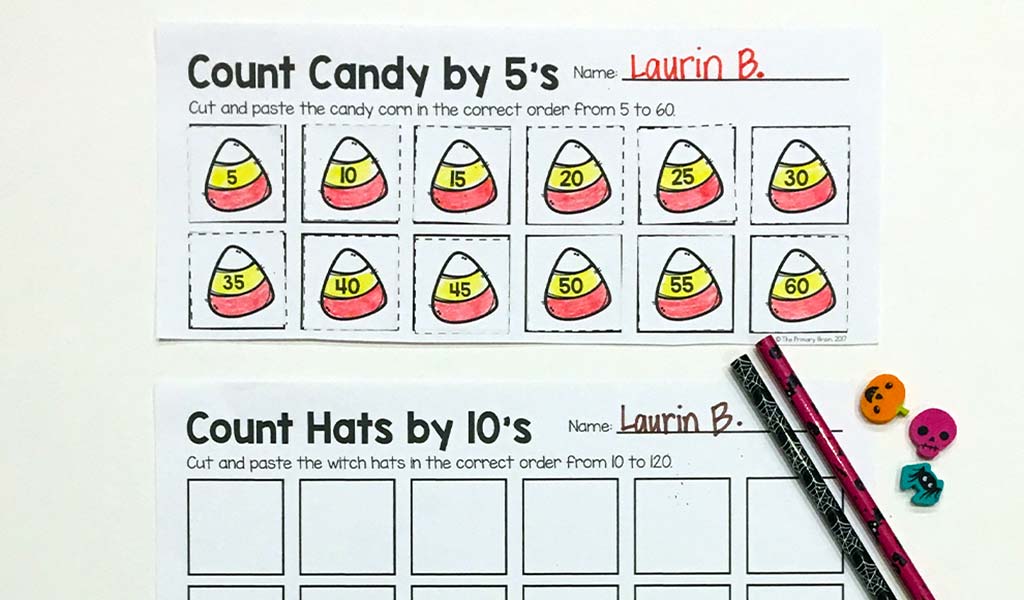 Count Candy by 5's Name: Laurin B.
Cut and paste the candy corn in the correct order from 5 to 60.
5 10 15 20 25 30
35 40 45 50 55 60
© The Primary Brain, 2017
Count Hats by 10's Name: Laurin B.
Cut and paste the witch hats in the correct order from 10 to 120.